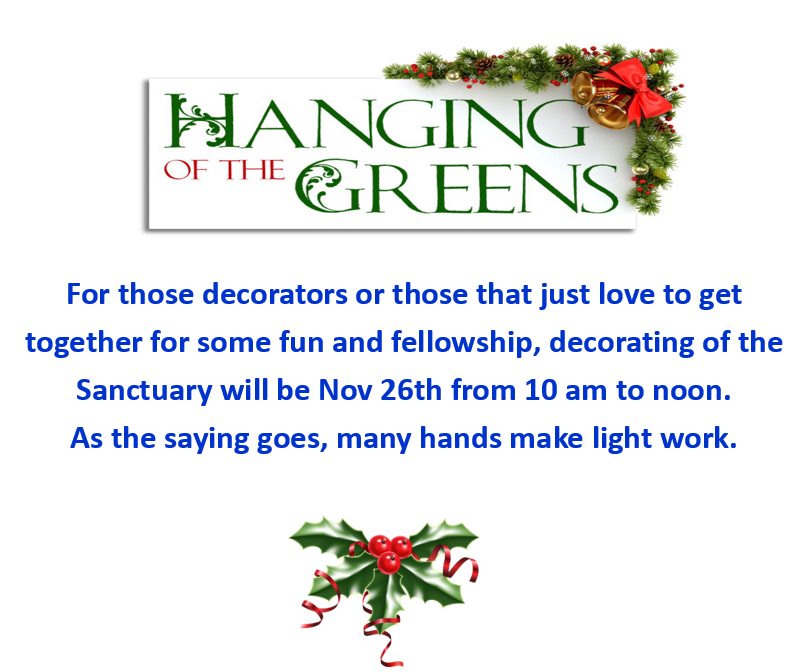 HANGING
OF THE GREENS
For those decorators or those that just love to get
together for some fun and fellowship, decorating of the
Sanctuary will be Nov 26th from 10 am to noon.
As the saying goes, many hands make light work.